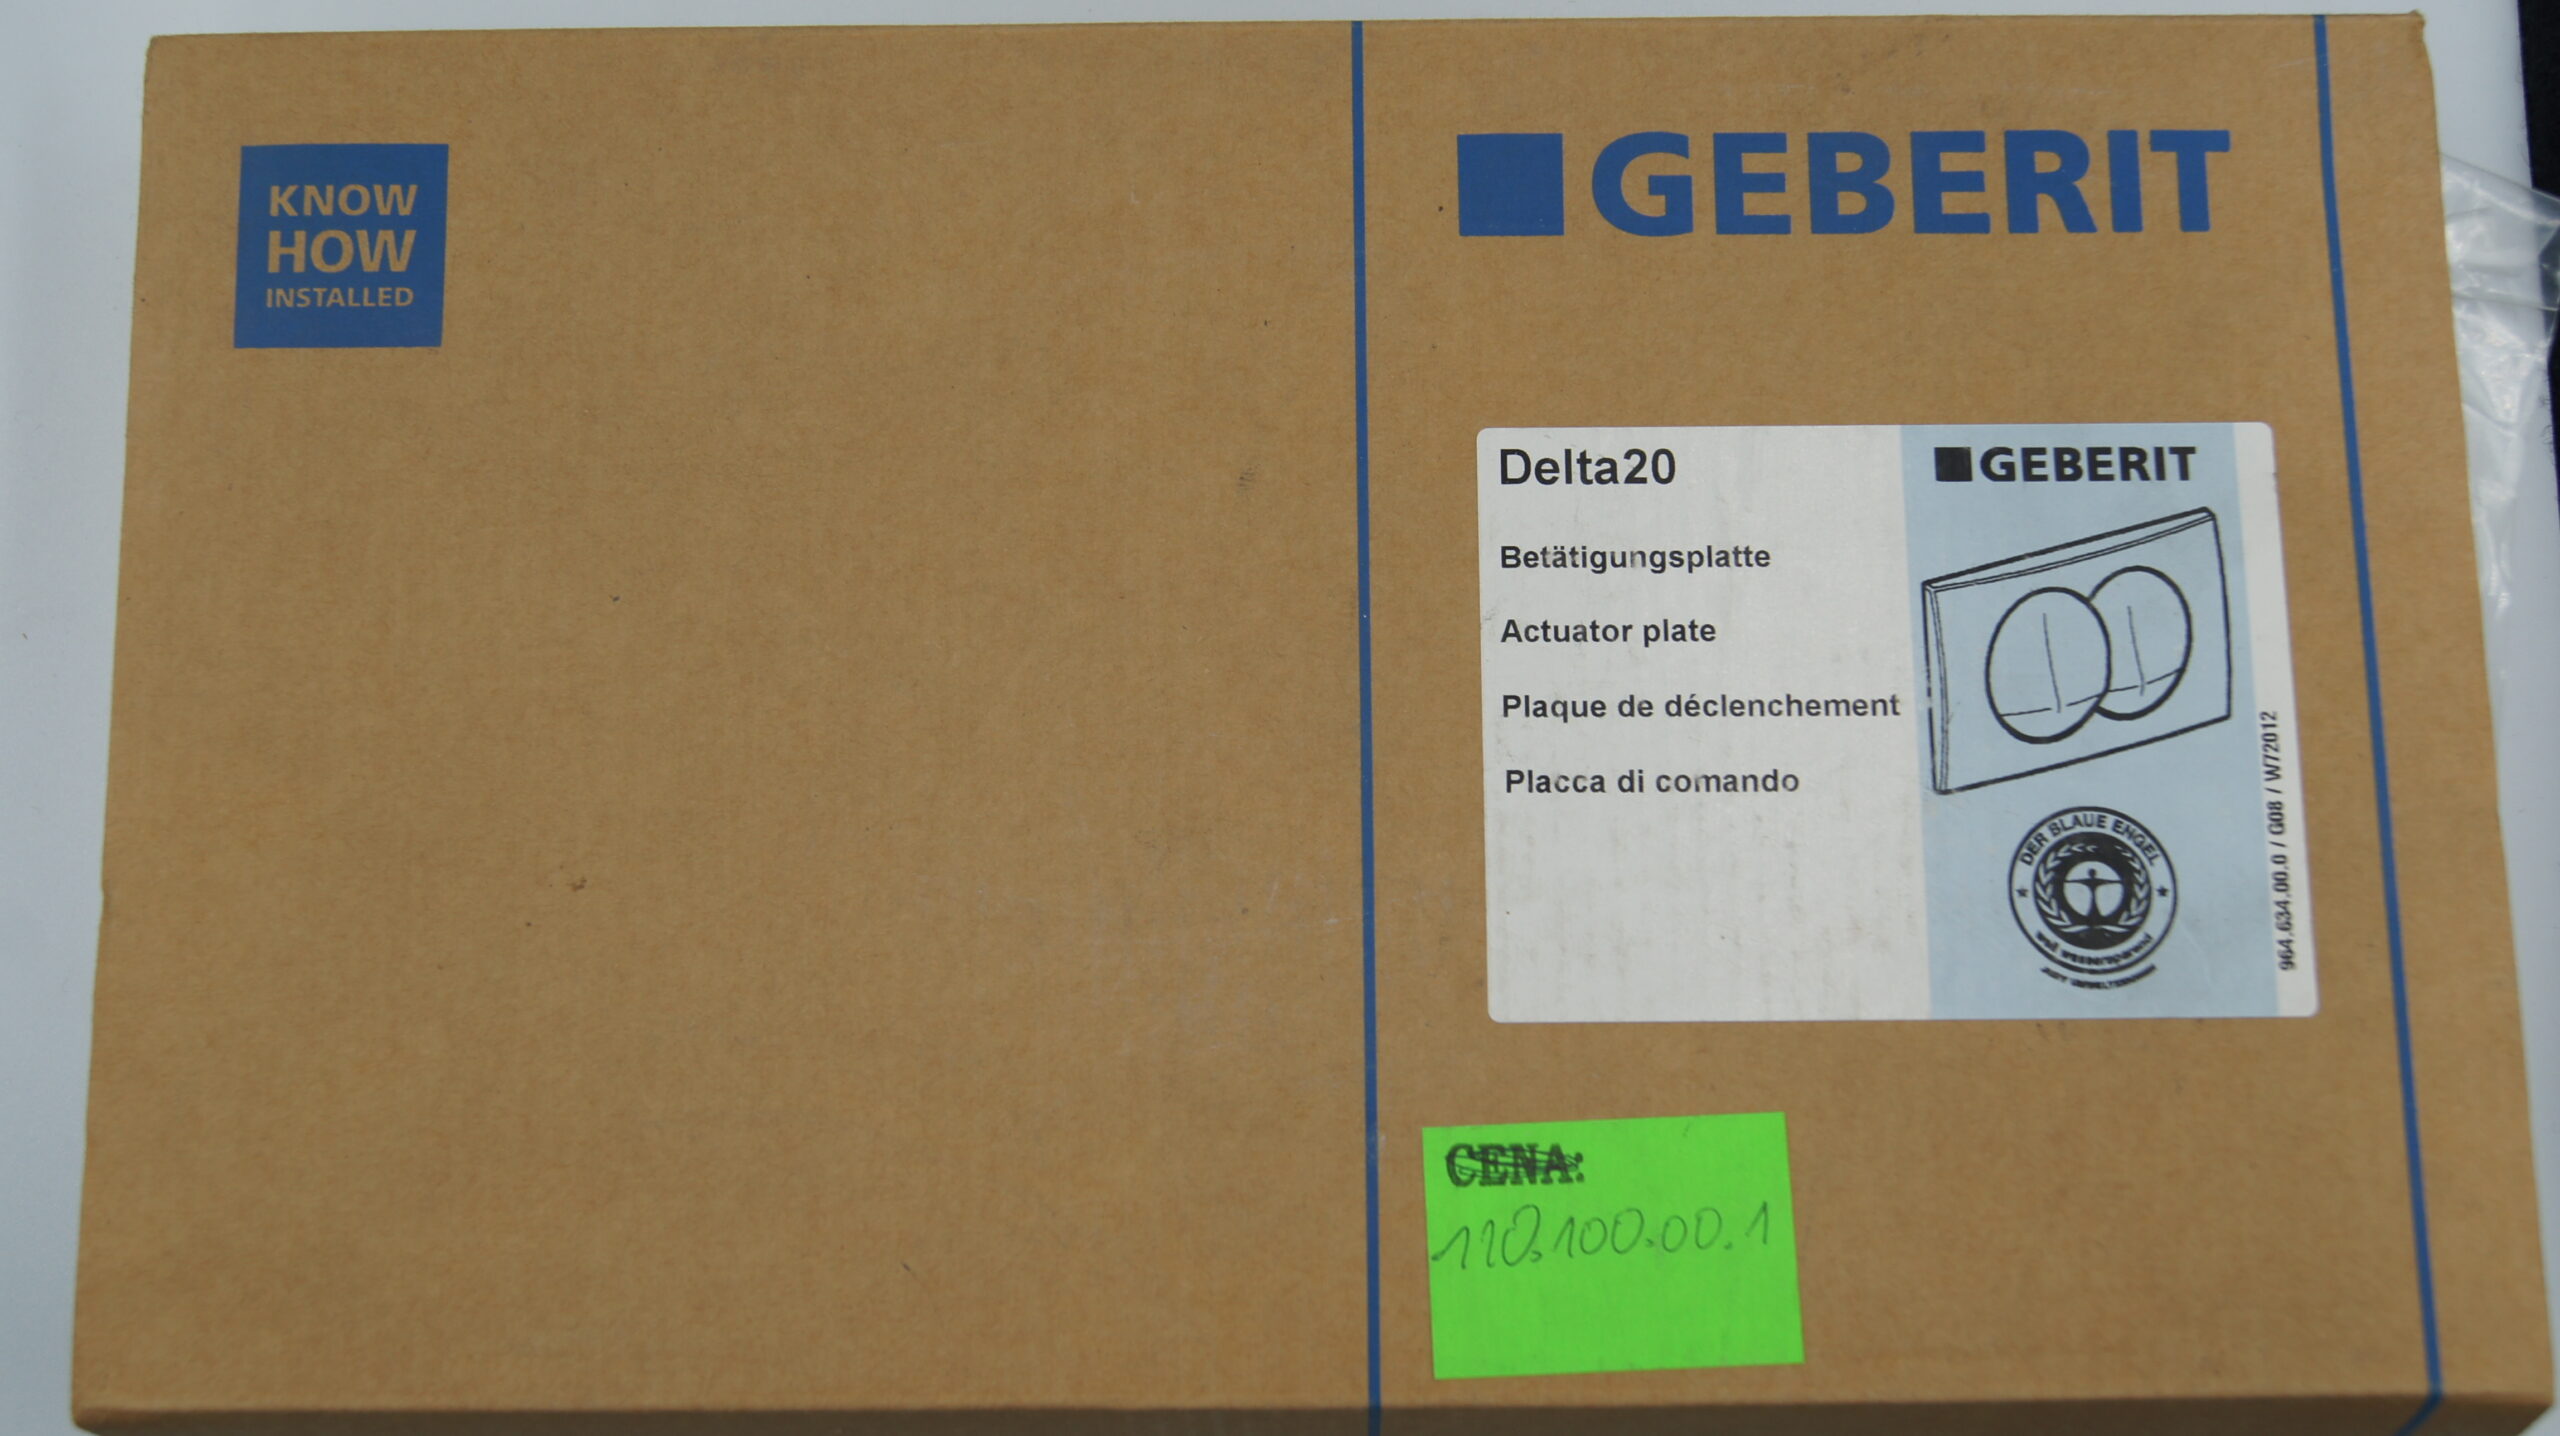 KNOW
HOW
INSTALLED
GEBERIT
Delta20
GEBERIT
Betätigungsplatte
Actuator plate
Plaque de déclenchement
Placca di comando
DER BLAUE ENGEL
964.634.00.0 / G08 / W72012
CENA:
110.100.00.1